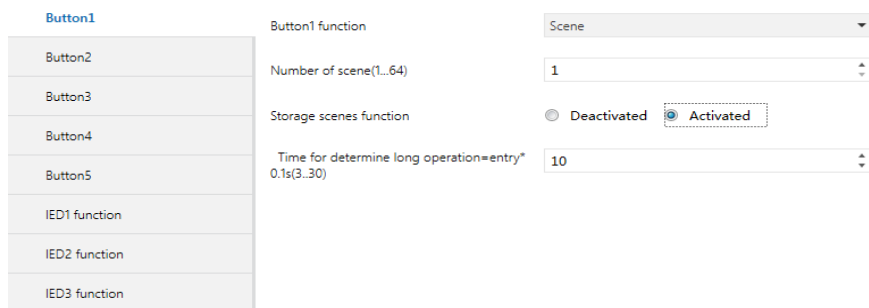 Button1
Button2
Button3
Button4
Button5
IED1 function
IED2 function
IED3 function
Button1 function
Scene
Number of scene(1...64)
1
Storage scenes function
Deactivated
Activated
Time for determine long operation=entry*
0.1s(3..30)
10